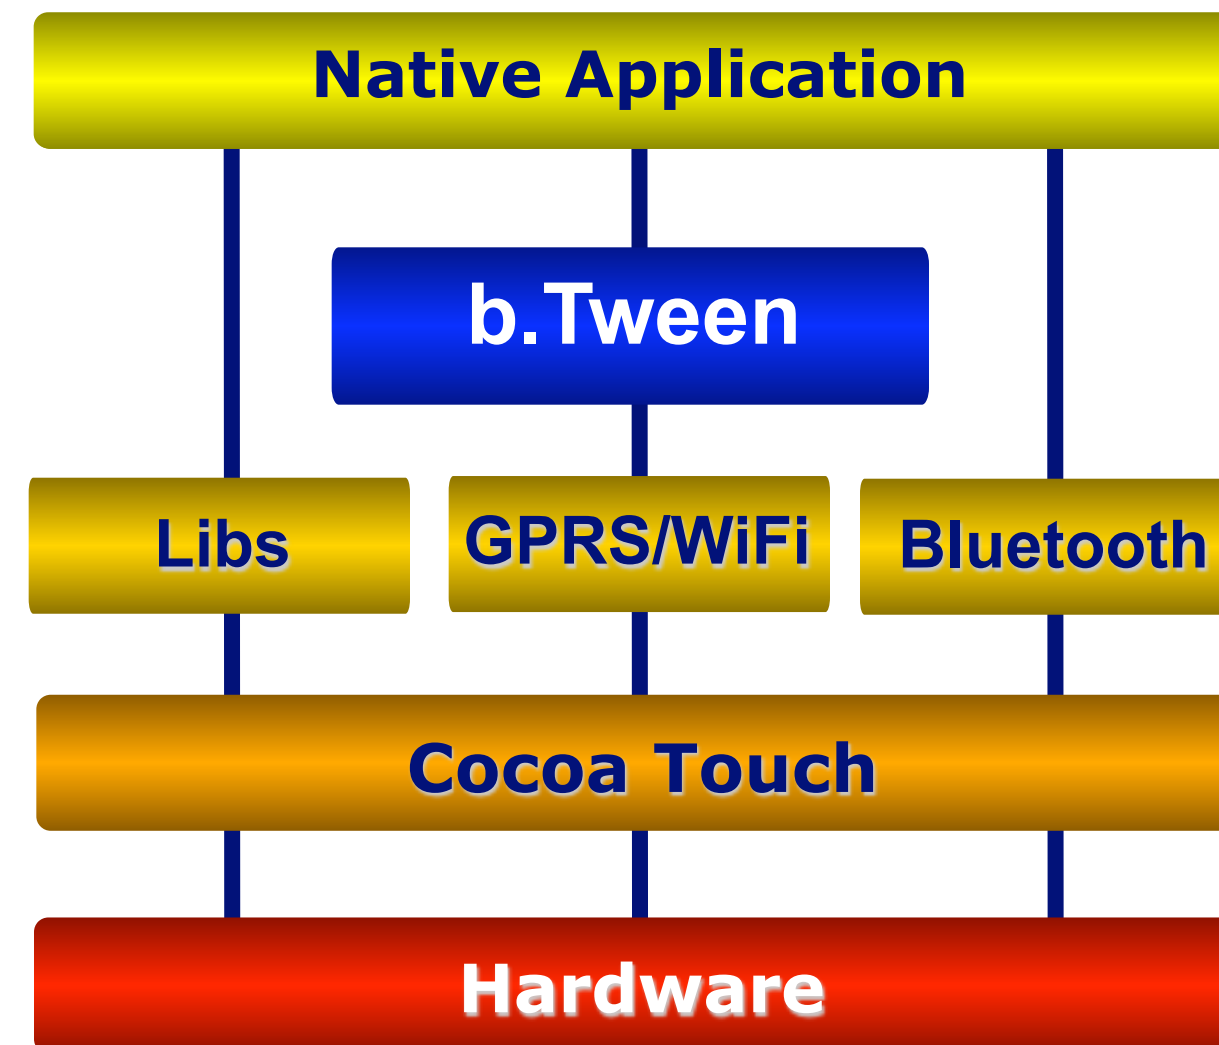 Native Application
b.Tween
Libs
GPRS/WiFi
Bluetooth
Cocoa Touch
Hardware